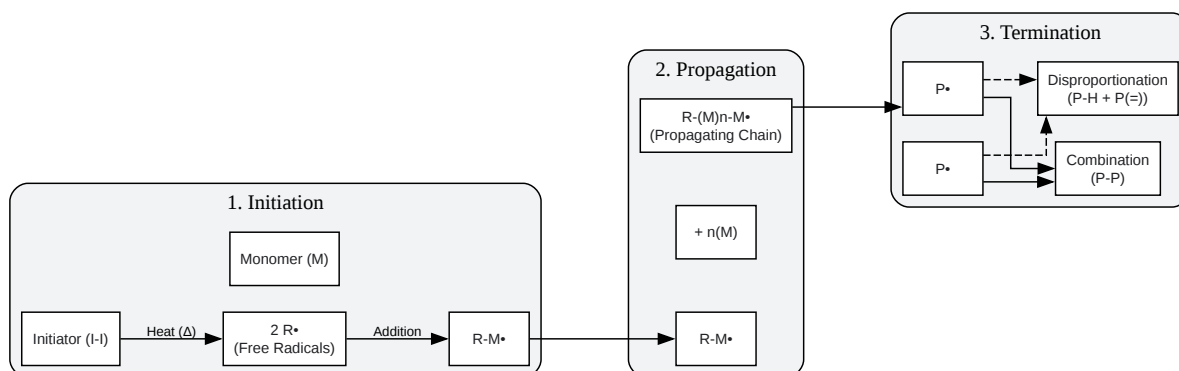 1. Initiation
Monomer (M)
Initiator (I-I)
Heat (Δ)
2 R•
(Free Radicals)
Addition
R-M•
2. Propagation
R-(M)n-M•
(Propagating Chain)
+ n(M)
R-M•
3. Termination
P•
Disproportionation
(P-H + P(=))
P•
Combination
(P-P)